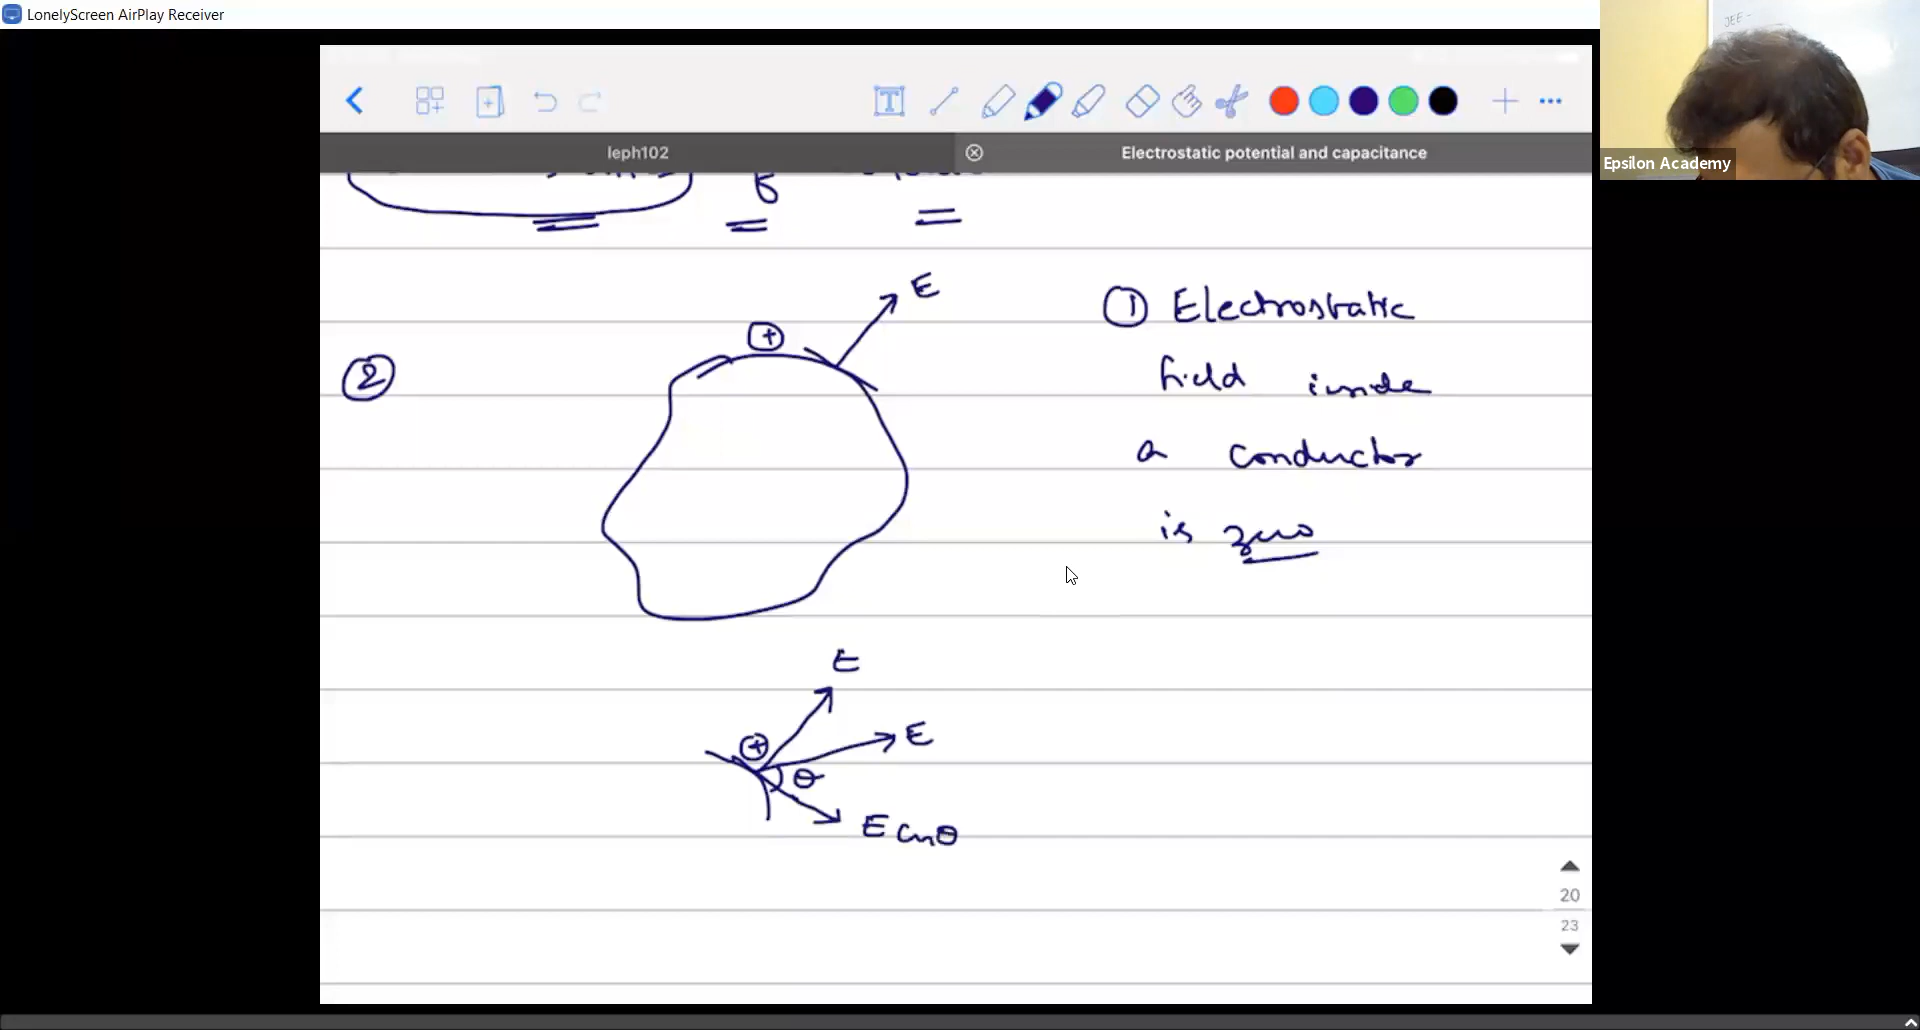 LonelyScreen AirPlay Receiver
JEE -
Epsilon Academy
T
leph102
Electrostatic potential and capacitance
E
+
① Electrostatic
②
field inside
a conductor
is zero
E
+
E
θ
E cosθ
20
23